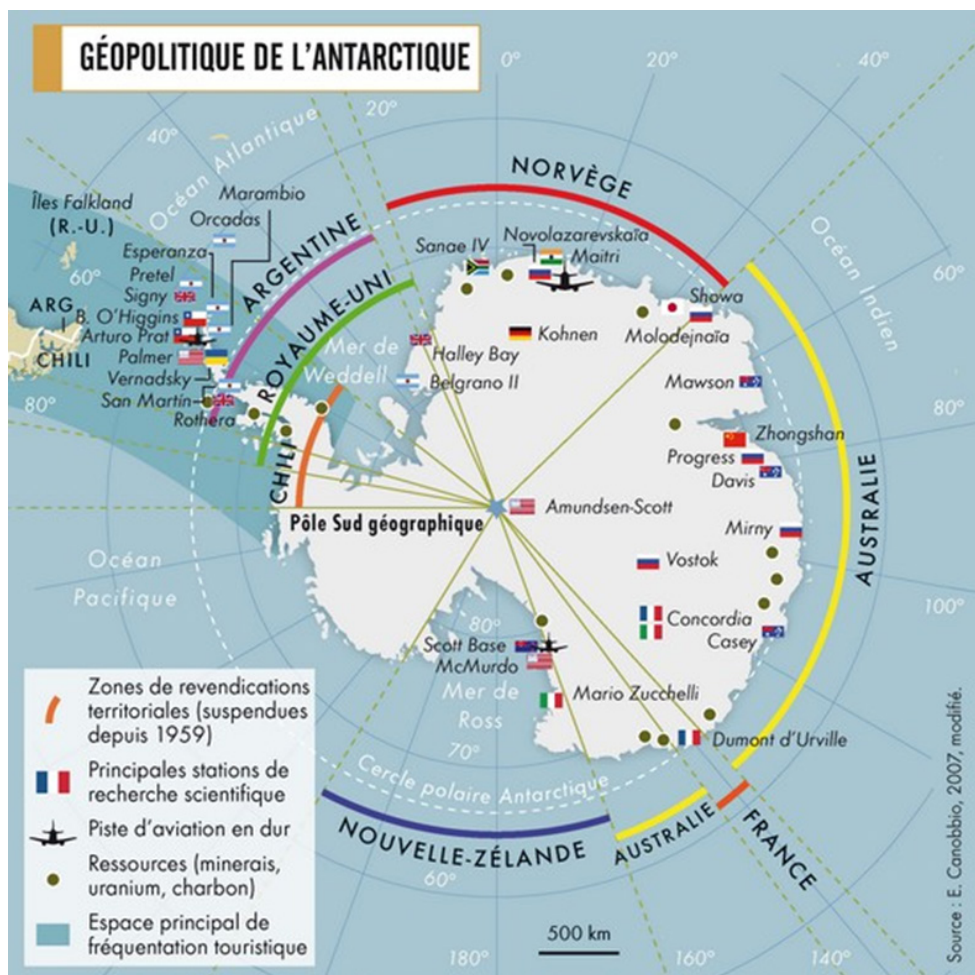 GÉOPOLITIQUE DE L'ANTARCTIQUE
0°
20°
40°
20°
40°
Océan Atlantique
NORVÈGE
Îles Falkland
(R.-U.)
Marambio
Orcadas
Esperanza
Pretel
Signy
60°
B. O'Higgins
ARG
Arturo Prat
CHILI
Palmer
Vernadsky
80°
San Martín
Rothera
ARGENTINE
ROYAUME-UNI
CHILI
Mer de
Weddell
Sanae IV
Novolazarevskaïa
Maitri
Kohnen
Halley Bay
Belgrano II
Showa
Molodejnaïa
Océan Indien
60°
Mawson
80°
Zhongshan
Progress
Davis
AUSTRALIE
Pôle Sud géographique
Amundsen-Scott
Mirny
Vostok
Océan
Pacifique
100°
Concordia
Casey
80°
Scott Base
McMurdo
Mer de
Ross
Mario Zucchelli
Dumont d'Urville
70°
Cercle polaire Antarctique
NOUVELLE-ZÉLANDE
AUSTRALIE
FRANCE
60°
500 km
180°
160°
140°
Zones de revendications
territoriales (suspendues
depuis 1959)
Principales stations de
recherche scientifique
Piste d'aviation en dur
Ressources (minerais,
uranium, charbon)
Espace principal de
fréquentation touristique
Source : E. Canobbio, 2007, modifié.